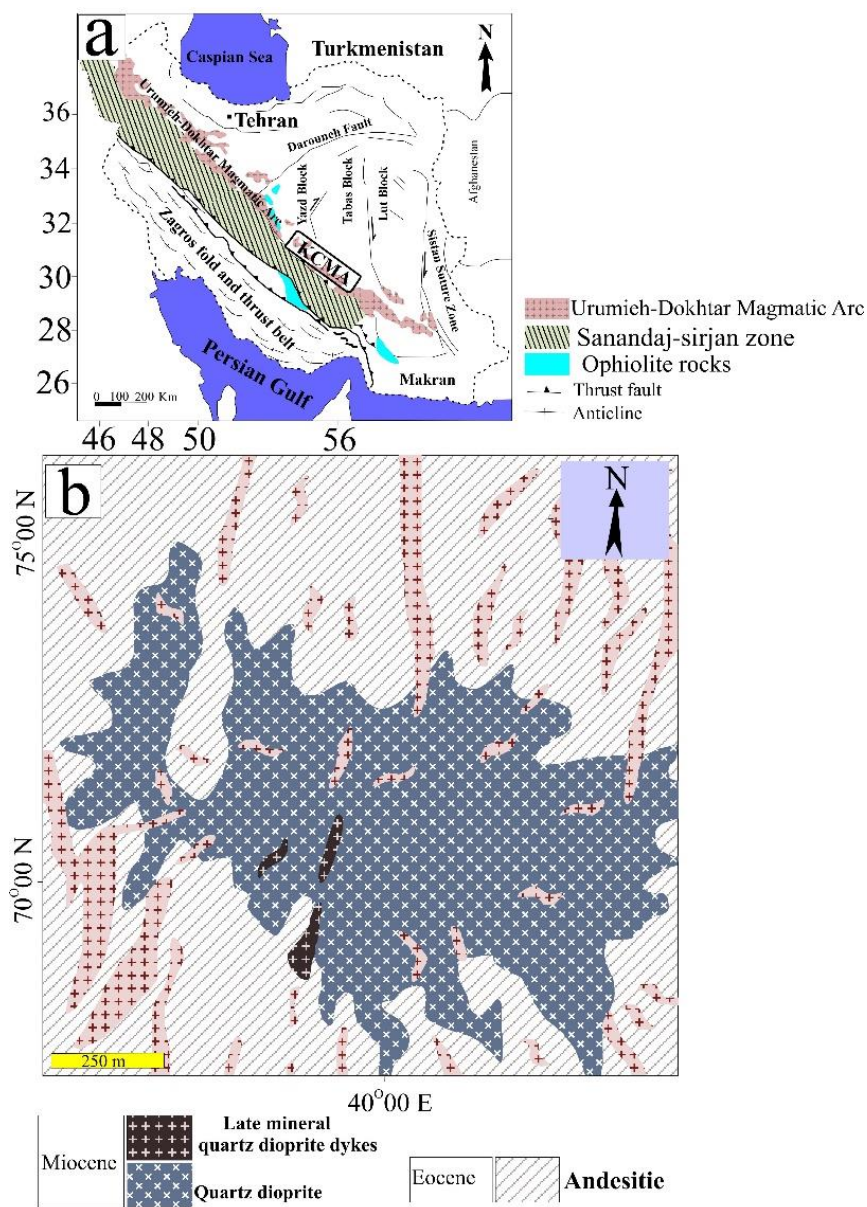 a
Caspian Sea
Turkmenistan
N
Urumieh-Dokhtar Magmatic Arc
Tehran
Darouneh Fault
Afghanestan
Yazd Block
Tabas Block
Lut Block
Sistan Suture Zone
KCMA
Zagros fold and thrust belt
Persian Gulf
Makran
0 100 200 Km
36
34
32
30
28
26
46 48 50 56
Urumieh-Dokhtar Magmatic Arc
Sanandaj-sirjan zone
Ophiolite rocks
Thrust fault
Anticline
b
N
75°00 N
70°00 N
250 m
40°00 E
Miocene
Late mineral
quartz dioprite dykes
Quartz dioprite
Eocene
Andesitic